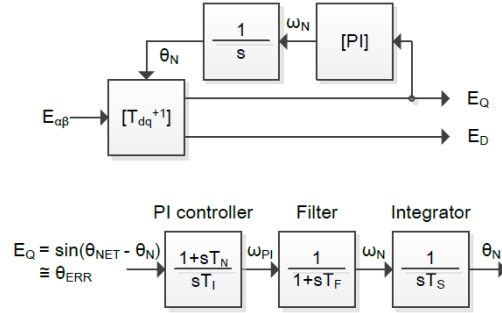 ω_N
1
s
[PI]
θ_N
E_αβ
[T_dq^+1]
E_Q
E_D
PI controller
Filter
Integrator
E_Q = sin(θ_NET - θ_N)
≅ θ_ERR
1+sT_N
sT_I
ω_PI
1
1+sT_F
ω_N
1
sT_S
θ_N